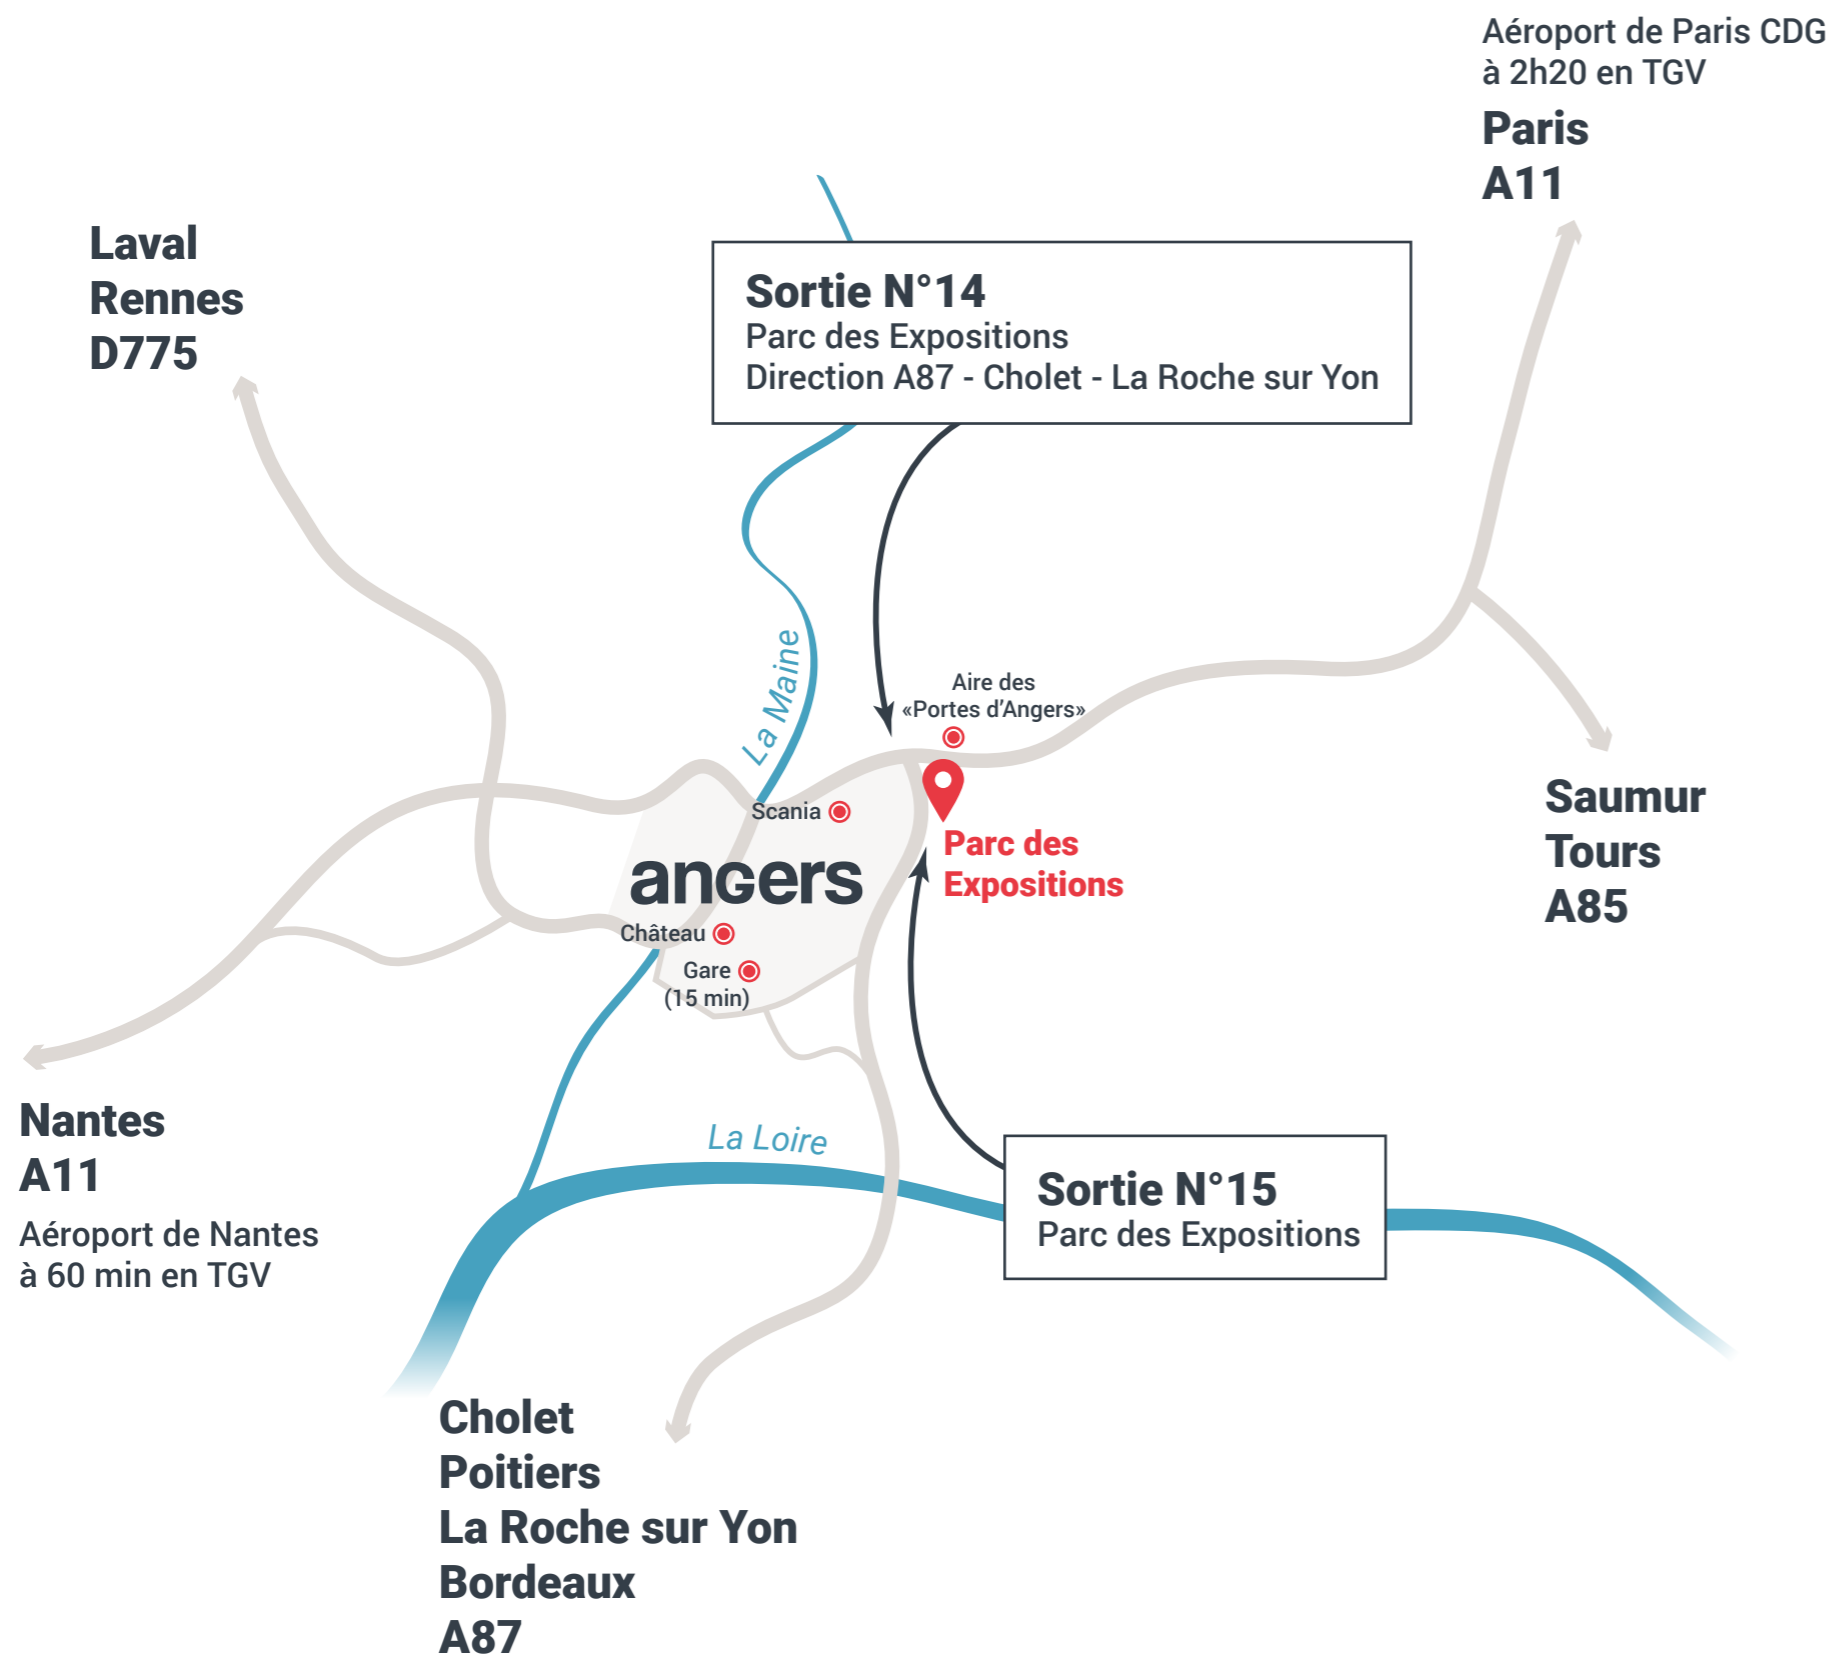 Aéroport de Paris CDG
à 2h20 en TGV
Paris
A11
Laval
Rennes
D775
Sortie N°14
Parc des Expositions
Direction A87 - Cholet - La Roche sur Yon
La Maine
Aire des
«Portes d’Angers»
Scania
angers
Parc des
Expositions
Saumur
Tours
A85
Château
Gare
(15 min)
Nantes
A11
Aéroport de Nantes
à 60 min en TGV
La Loire
Sortie N°15
Parc des Expositions
Cholet
Poitiers
La Roche sur Yon
Bordeaux
A87